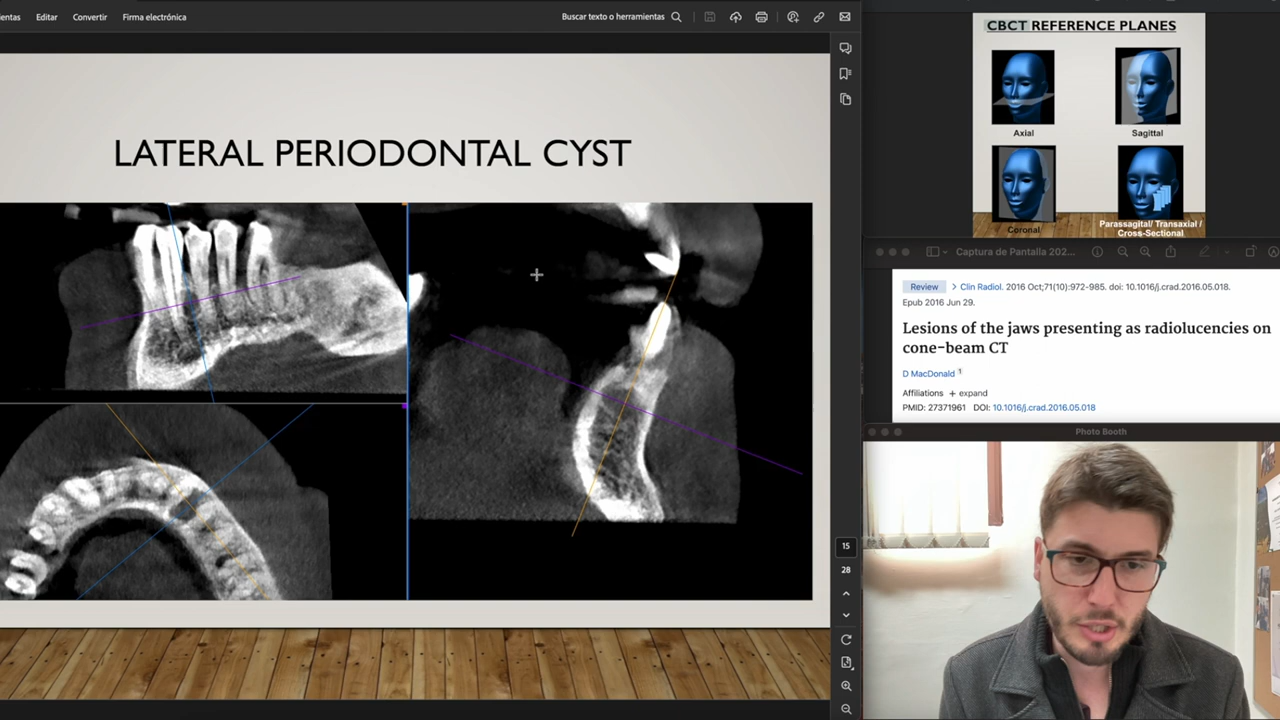 entas Editar Convertir Firma electrónica Buscar texto o herramientas
LATERAL PERIODONTAL CYST
15
28
CBCT REFERENCE PLANES
Axial
Sagittal
Coronal
Parassagital/ Transaxial /
Cross-Sectional
Captura de Pantalla 202...
Review > Clin Radiol. 2016 Oct;71(10):972-985. doi: 10.1016/j.crad.2016.05.018.
Epub 2016 Jun 29.
Lesions of the jaws presenting as radiolucencies on
cone-beam CT
D MacDonald 1
Affiliations + expand
PMID: 27371961 DOI: 10.1016/j.crad.2016.05.018
Photo Booth